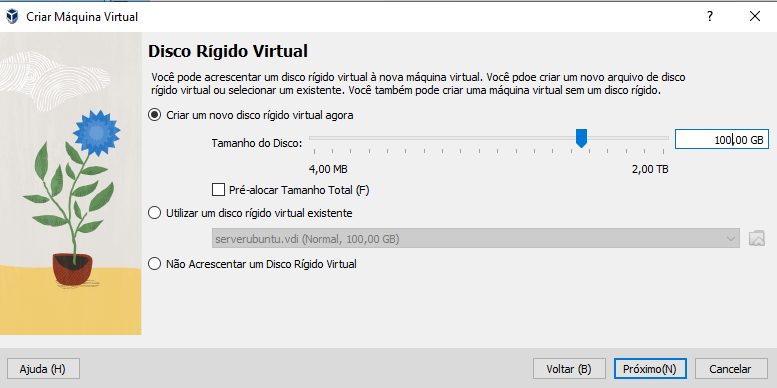 Criar Máquina Virtual
?
Disco Rígido Virtual
Você pode acrescentar um disco rígido virtual à nova máquina virtual. Você pdoe criar um novo arquivo de disco
rígido virtual ou selecionar um existente. Você também pode criar uma máquina virtual sem um disco rígido.
Criar um novo disco rígido virtual agora
Tamanho do Disco:
100,00 GB
4,00 MB
2,00 TB
Pré-alocar Tamanho Total (F)
Utilizar um disco rígido virtual existente
serverubuntu.vdi (Normal, 100,00 GB)
Não Acrescentar um Disco Rígido Virtual
Ajuda (H)
Voltar (B)
Próximo(N)
Cancelar